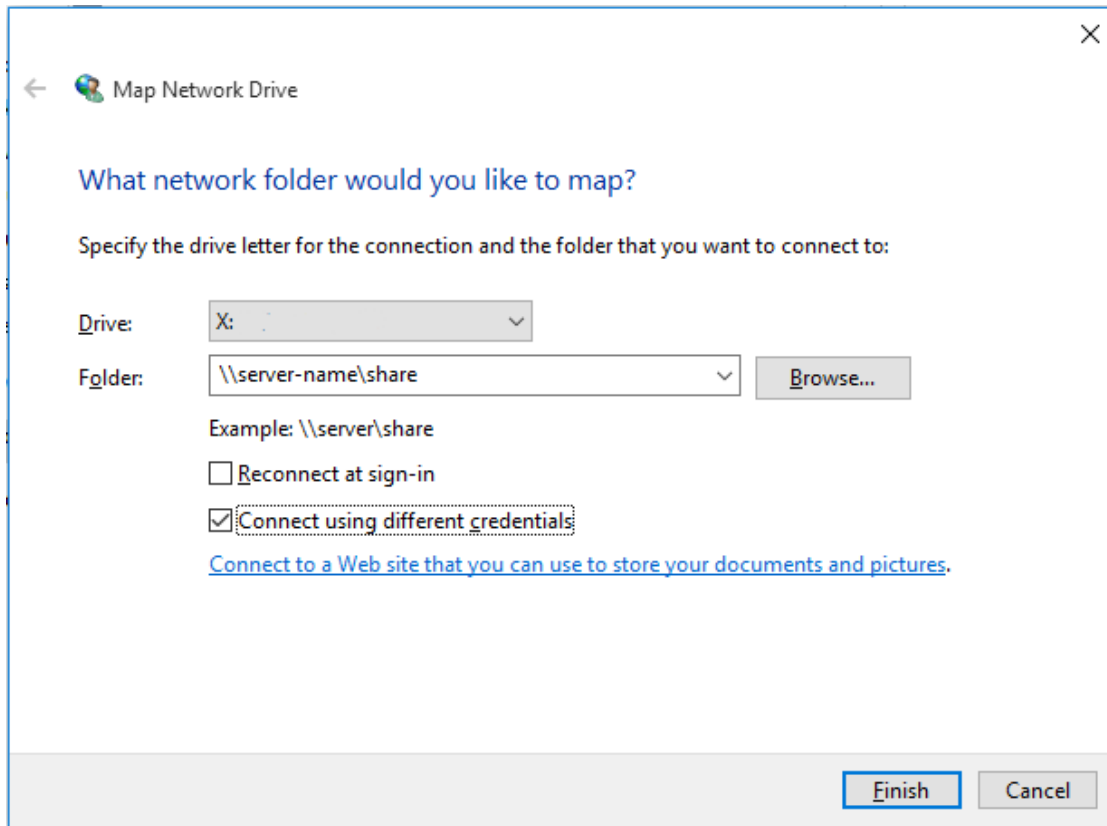 Map Network Drive
What network folder would you like to map?
Specify the drive letter for the connection and the folder that you want to connect to:
Drive: X:
Folder: \\server-name\share Browse...
Example: \\server\share
Reconnect at sign-in
Connect using different credentials
Connect to a Web site that you can use to store your documents and pictures.
Finish Cancel